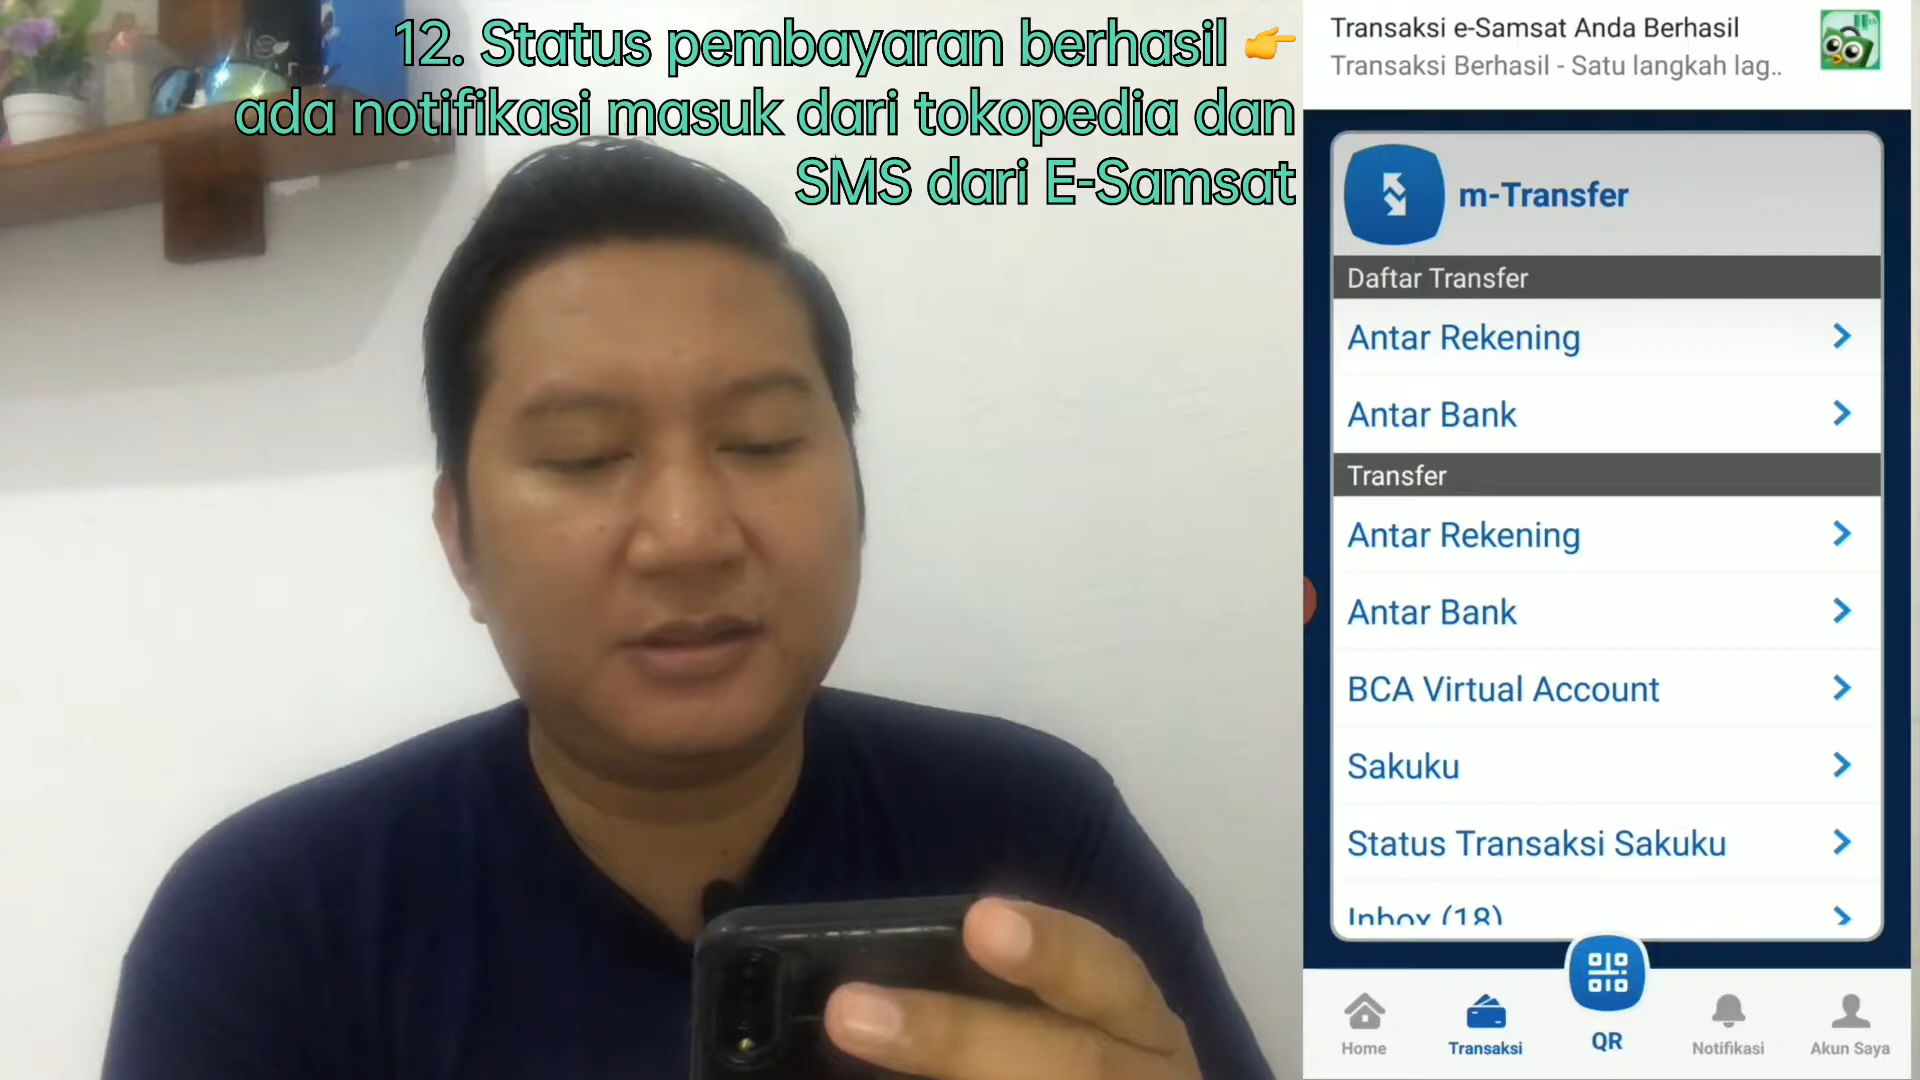 12. Status pembayaran berhasil 👉
ada notifikasi masuk dari tokopedia dan
SMS dari E-Samsat
Transaksi e-Samsat Anda Berhasil
Transaksi Berhasil - Satu langkah lag..
m-Transfer
Daftar Transfer
Antar Rekening
Antar Bank
Transfer
Antar Rekening
Antar Bank
BCA Virtual Account
Sakuku
Status Transaksi Sakuku
Inbox (18)
Home
Transaksi
QR
Notifikasi
Akun Saya